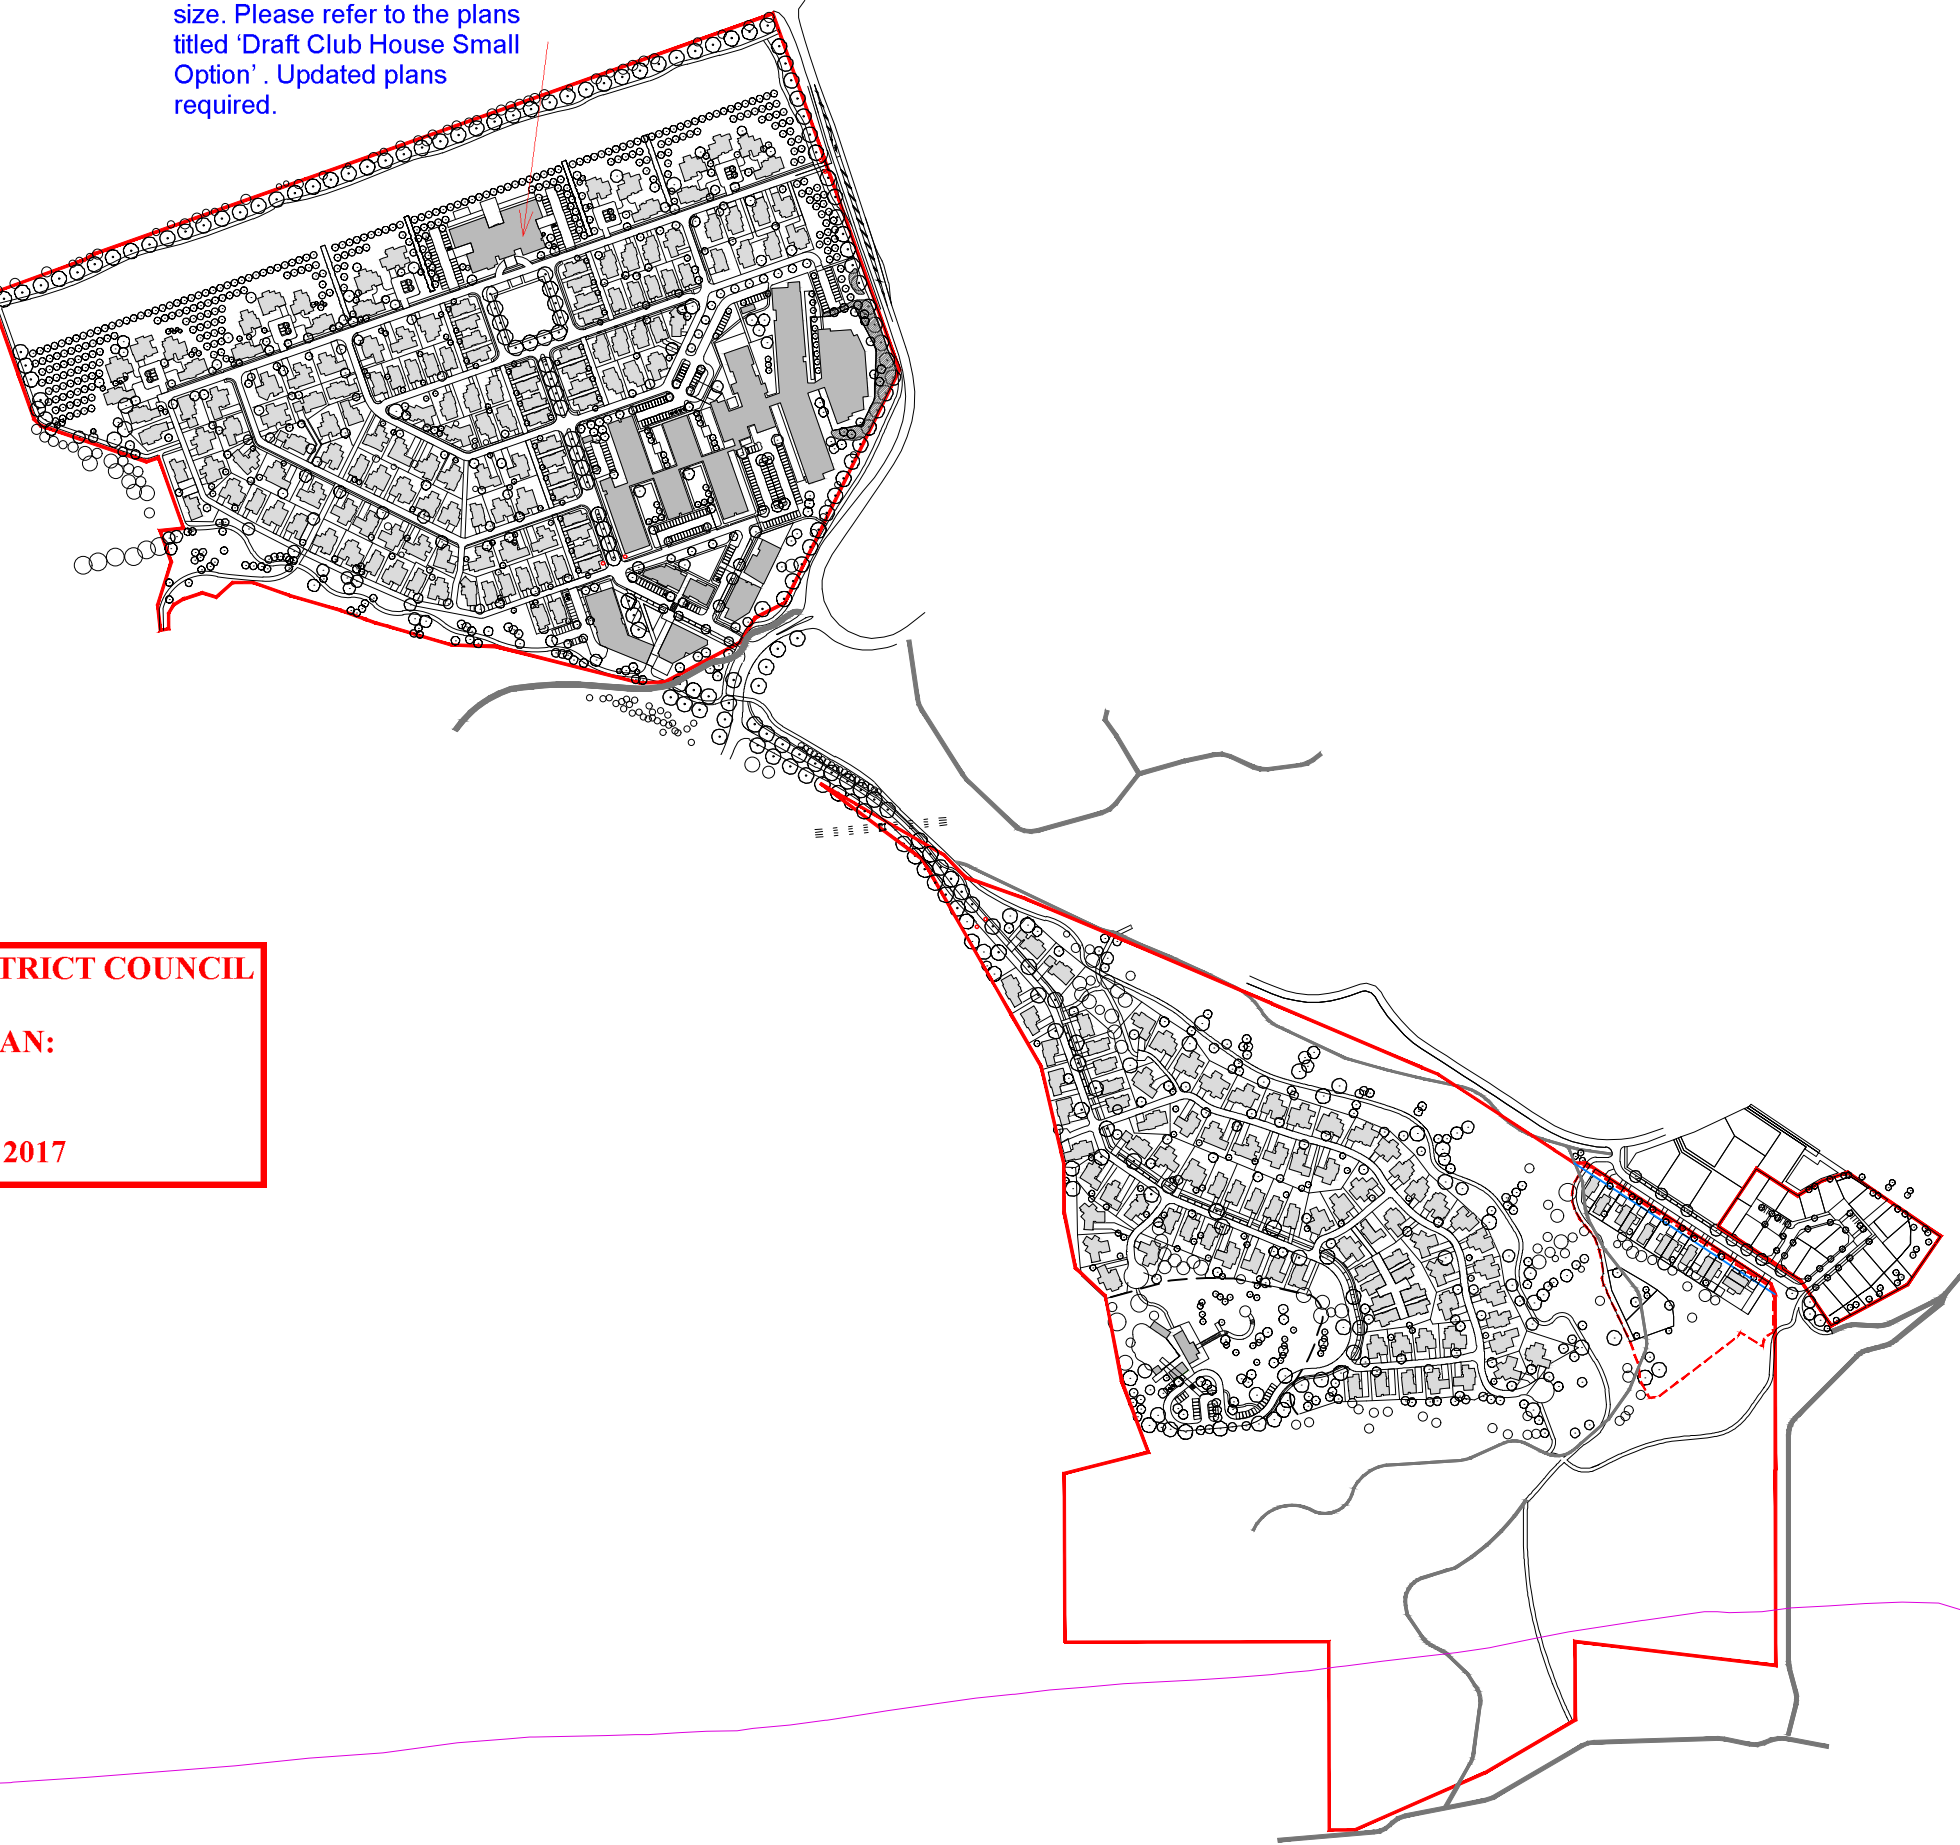 size. Please refer to the plans
titled ‘Draft Club House Small
Option’ . Updated plans
required.
TRICT COUNCIL
AN:
2017